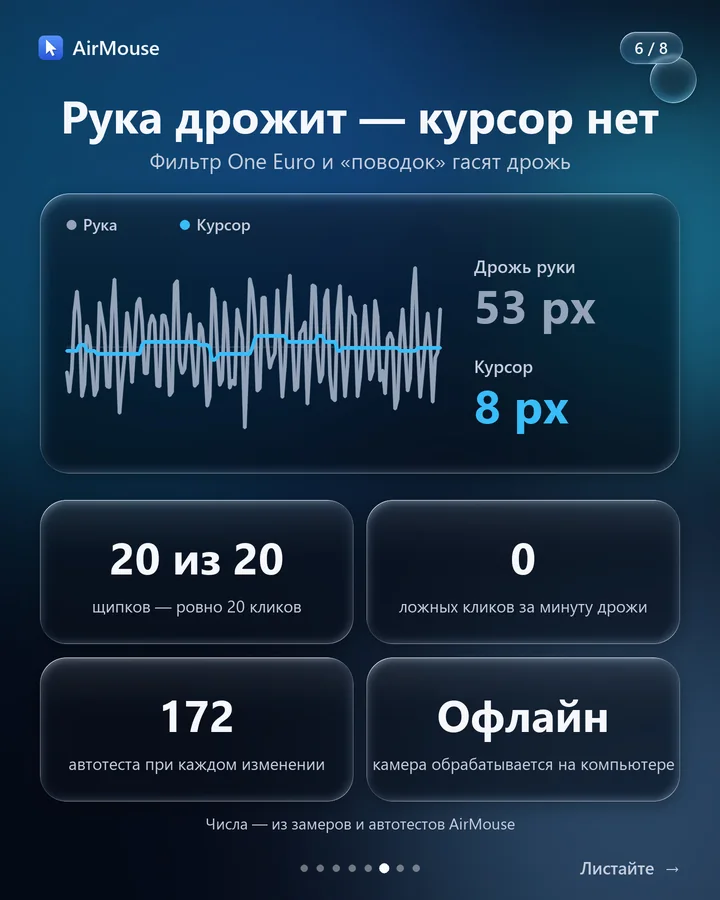 AirMouse
6 / 8
Рука дрожит — курсор нет
Фильтр One Euro и «поводок» гасят дрожь
Рука
Курсор
Дрожь руки
53 px
Курсор
8 px
20 из 20
щипков — ровно 20 кликов
0
ложных кликов за минуту дрожи
172
автотеста при каждом изменении
Офлайн
камера обрабатывается на компьютере
Числа — из замеров и автотестов AirMouse
Листайте →